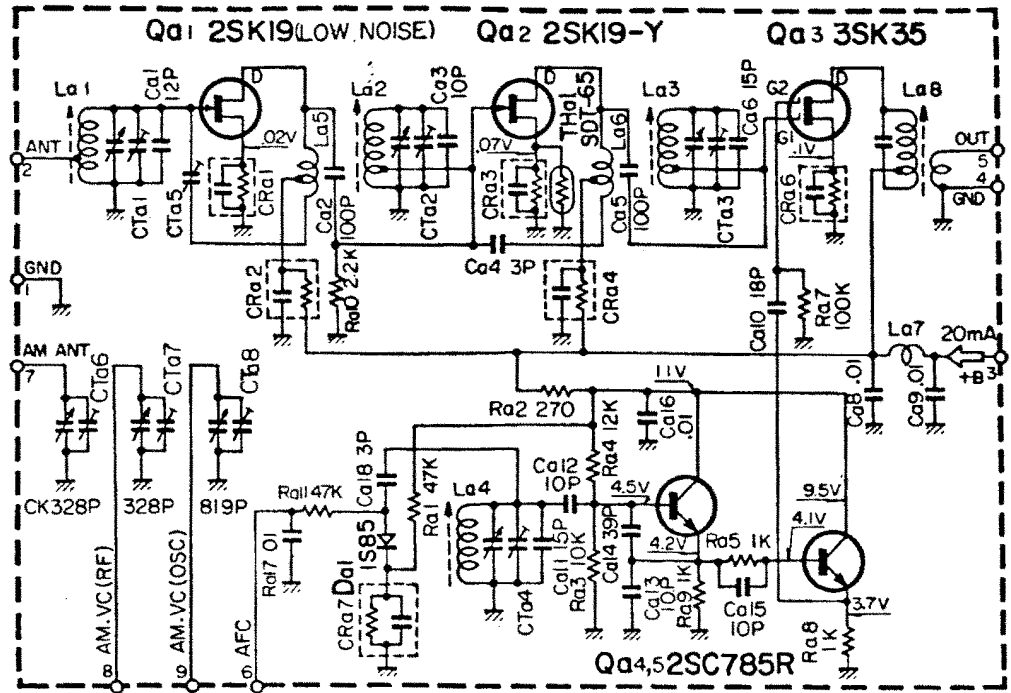 Qa1 2SK19(LOW NOISE) Qa2 2SK19-Y Qa3 3SK35
La1
Ca1
12P
D
La5
La2
Ca3
10P
D
THa1
SDT-65
La6
La3
Ca6 15P
G2
D
La8
G1
ANT
2
.02V
.07V
.1V
OUT
5
4
GND
CTa1
CTa5
CRa1
Ca2
100P
CTa2
CRa3
Ca5
100P
CTa3
CRa6
Ca4 3P
GND
1
CRa2
Ra10 2.2K
CRa4
Ca10 18P
Ra7
100K
La7
20mA
+B 3
AM ANT
7
CTa6
CTa7
CTa8
Ca8 .01
Ca9 .01
11V
Ra2 270
Ca16
.01
Ra4 12K
CK328P
328P
819P
Ca18 3P
Ra1 47K
La4
Ca12
10P
4.5V
9.5V
Ra11 47K
1S85
Ca11 15P
Ra3 10K
Ca14 39P
4.2V
Ra5 1K
4.1V
Ra17 .01
CRa7
Da1
CTa4
Ca13
10P
Ra9 1K
Ca15
10P
3.7V
Ra8
1K
AM.VC(RF)
8
AM.VC(OSC)
9
AFC
6
Qa4,5 2SC785R